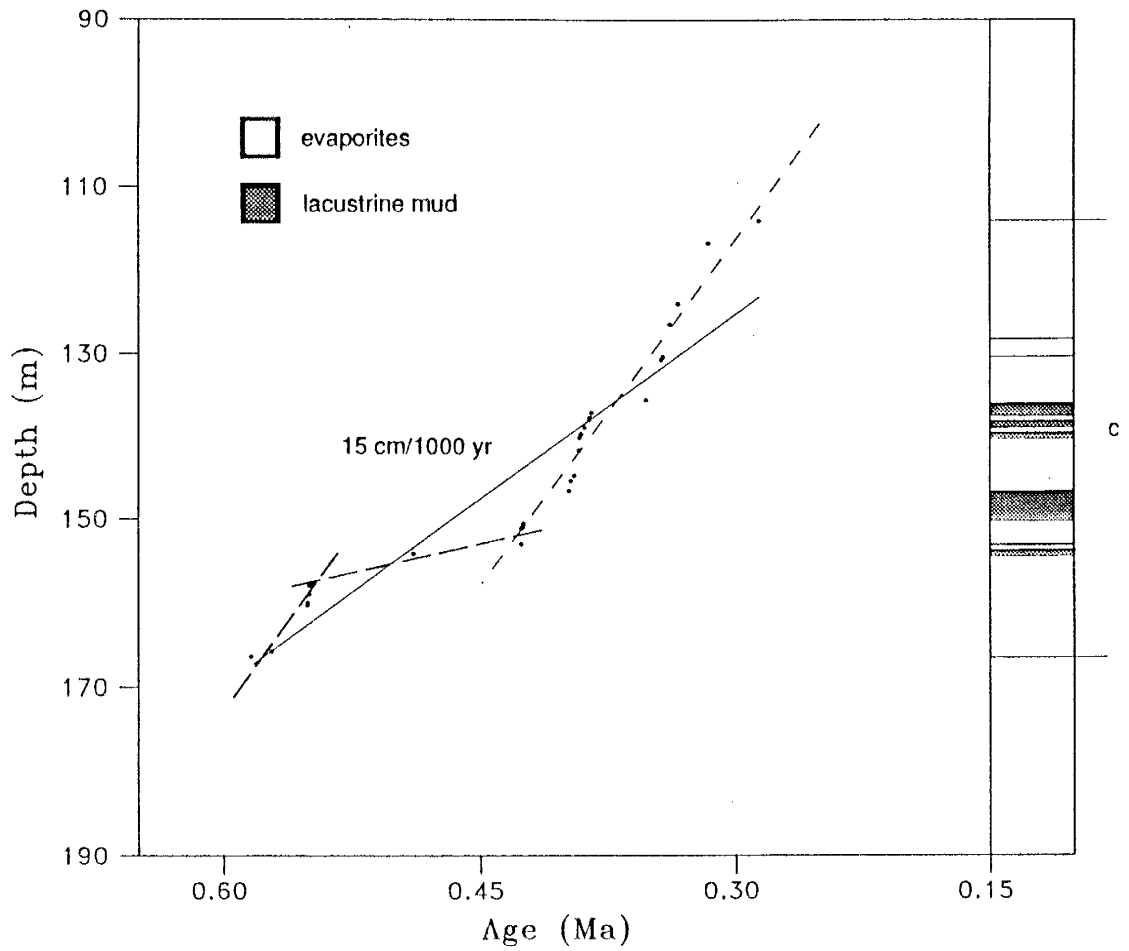 90
110
130
150
170
190
Depth (m)
evaporites
lacustrine mud
15 cm/1000 yr
c
0.60
0.45
0.30
0.15
Age (Ma)